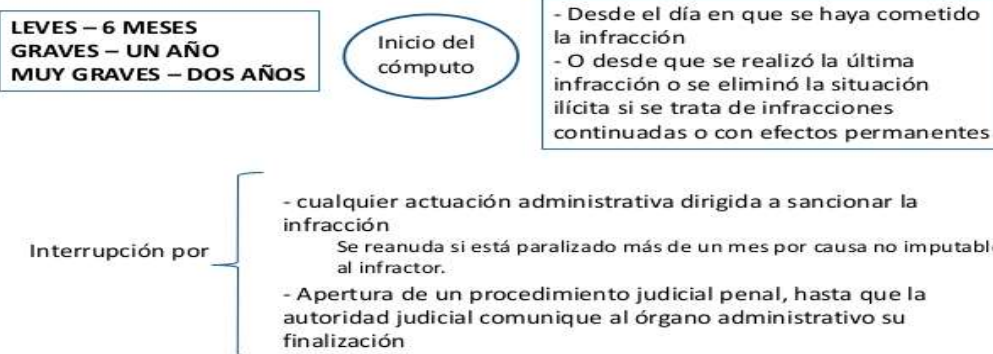 LEVES – 6 MESES
GRAVES – UN AÑO
MUY GRAVES – DOS AÑOS
Inicio del
cómputo
- Desde el día en que se haya cometido
la infracción
- O desde que se realizó la última
infracción o se eliminó la situación
ilícita si se trata de infracciones
continuadas o con efectos permanentes
Interrupción por
- cualquier actuación administrativa dirigida a sancionar la
infracción
Se reanuda si está paralizado más de un mes por causa no imputabl
al infractor.
- Apertura de un procedimiento judicial penal, hasta que la
autoridad judicial comunique al órgano administrativo su
finalización